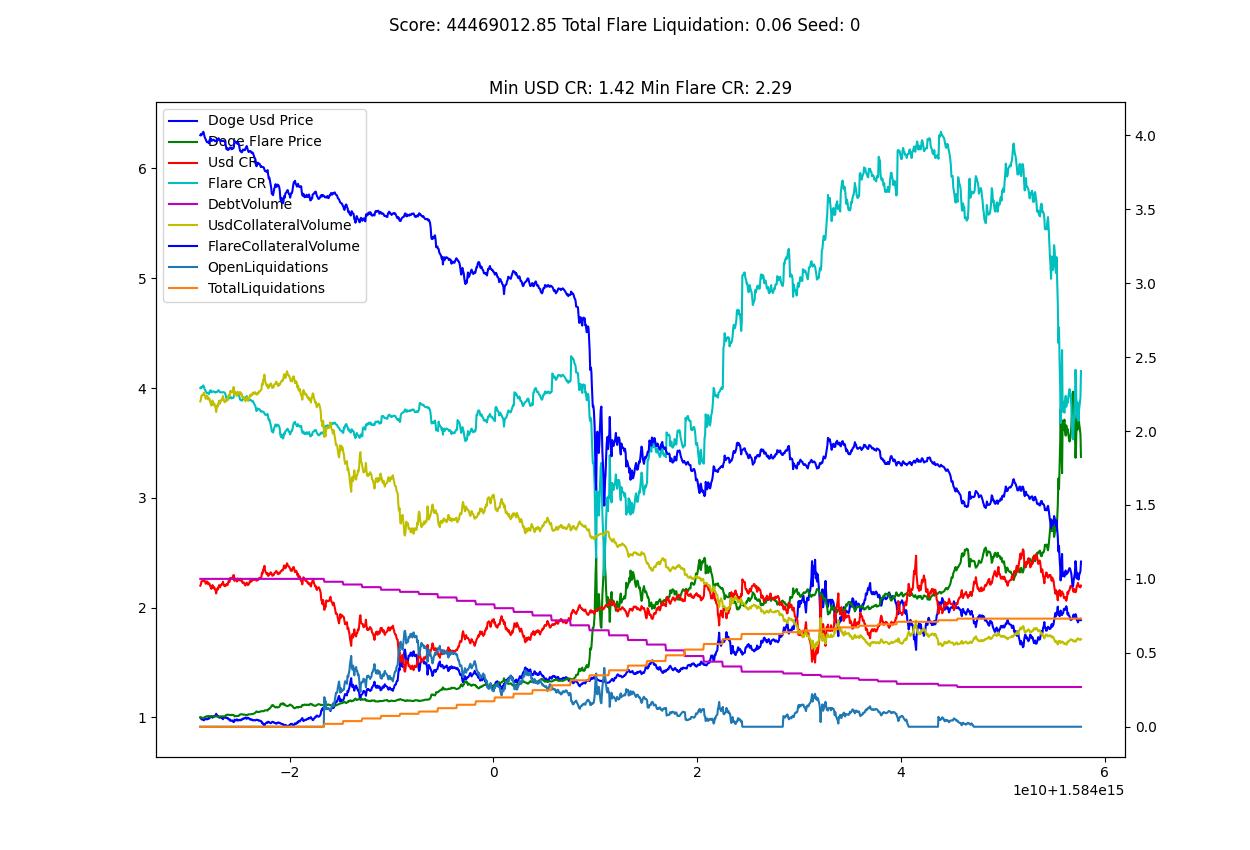 Score: 44469012.85 Total Flare Liquidation: 0.06 Seed: 0
Min USD CR: 1.42 Min Flare CR: 2.29
Doge Usd Price
Doge Flare Price
Usd CR
Flare CR
DebtVolume
UsdCollateralVolume
FlareCollateralVolume
OpenLiquidations
TotalLiquidations
6
5
4
3
2
1
4.0
3.5
3.0
2.5
2.0
1.5
1.0
0.5
0.0
−2 0 2 4 6
1e10+1.584e15